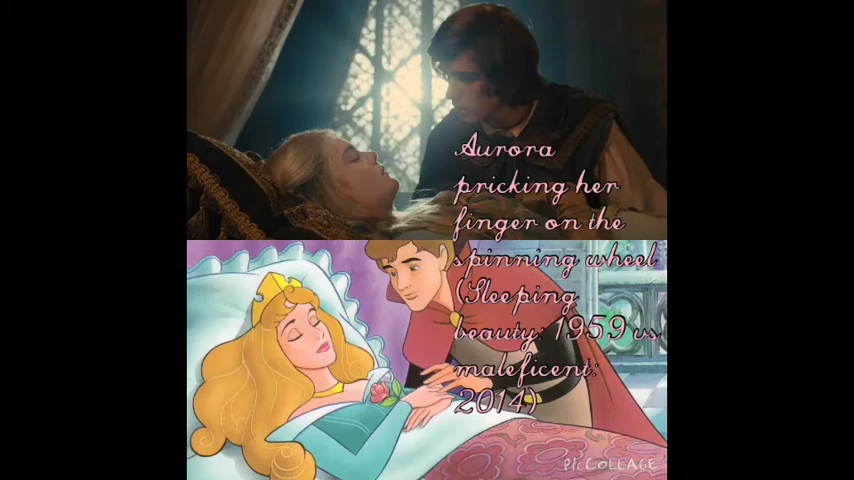 Aurora
pricking her
finger on the
spinning wheel
(Sleeping
beauty: 1959 vs
maleficent:
2014)
PiCCOLLAGE